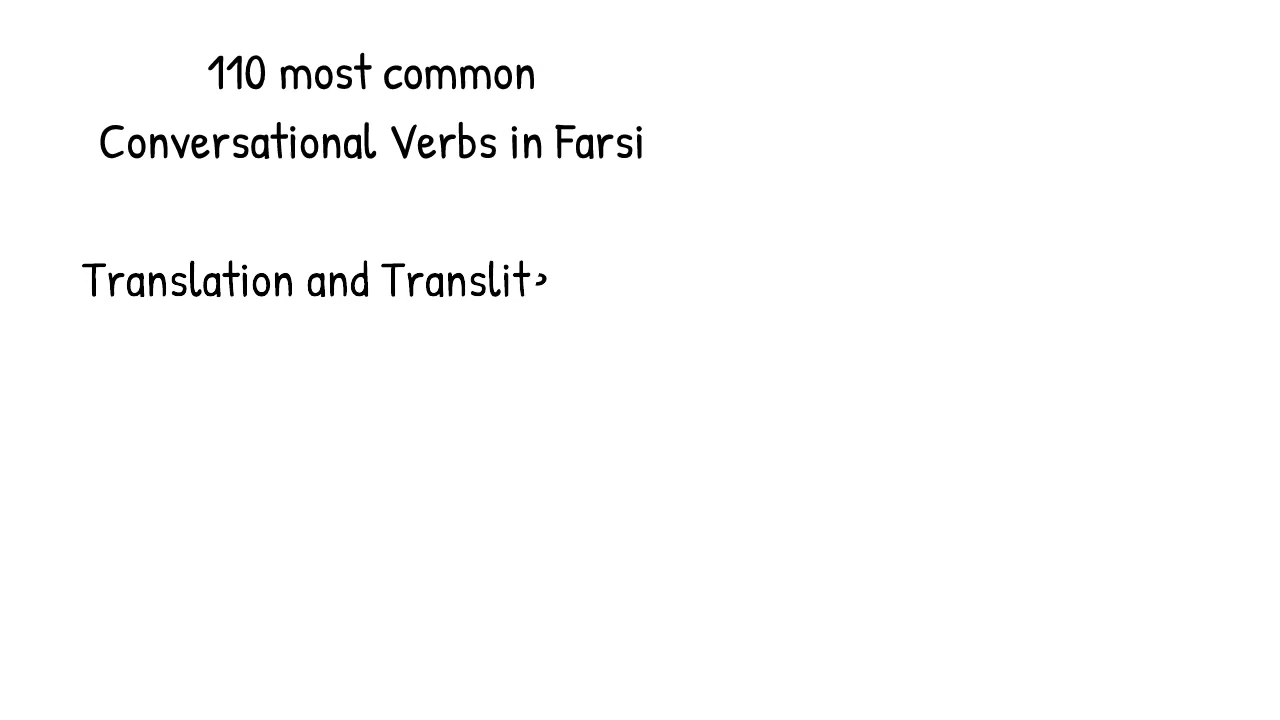 110 most common
Conversational Verbs in Farsi
Translation and Translit